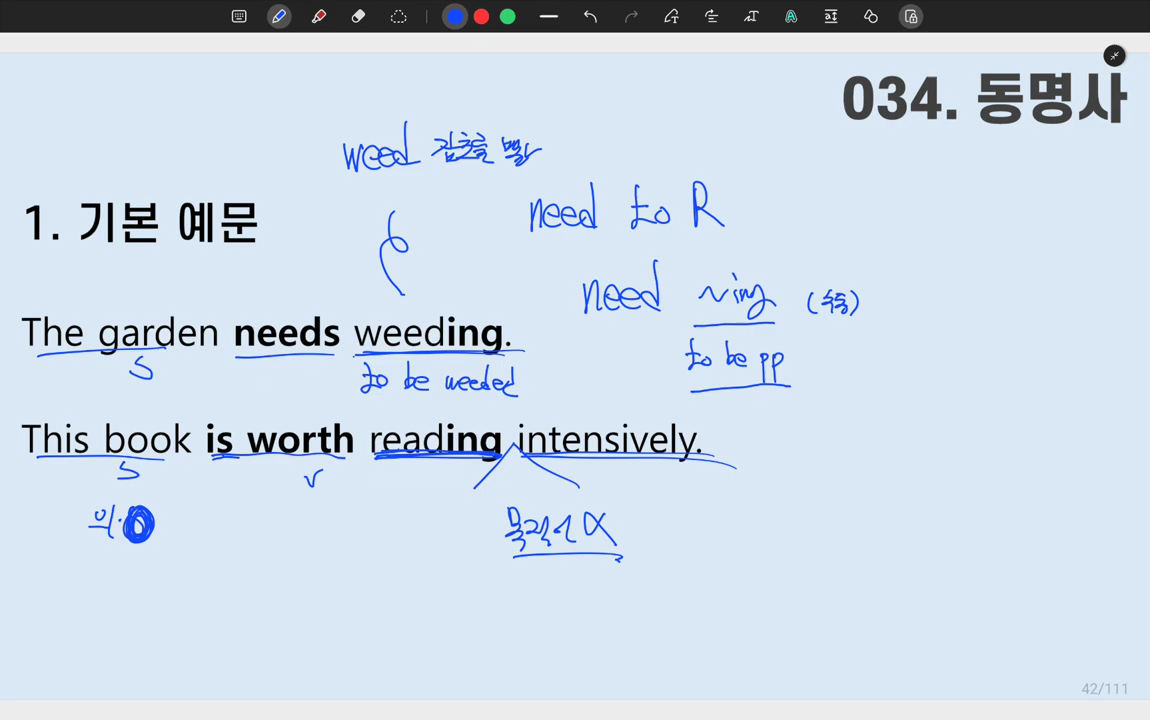 034. 동명사
weed 잡초를 뽑다
need to R
1. 기본 예문
need ~ing (수동)
The garden needs weeding.
S
to be pp
to be weeded
This book is worth reading intensively.
S V
의·O
목적어 X
42/111